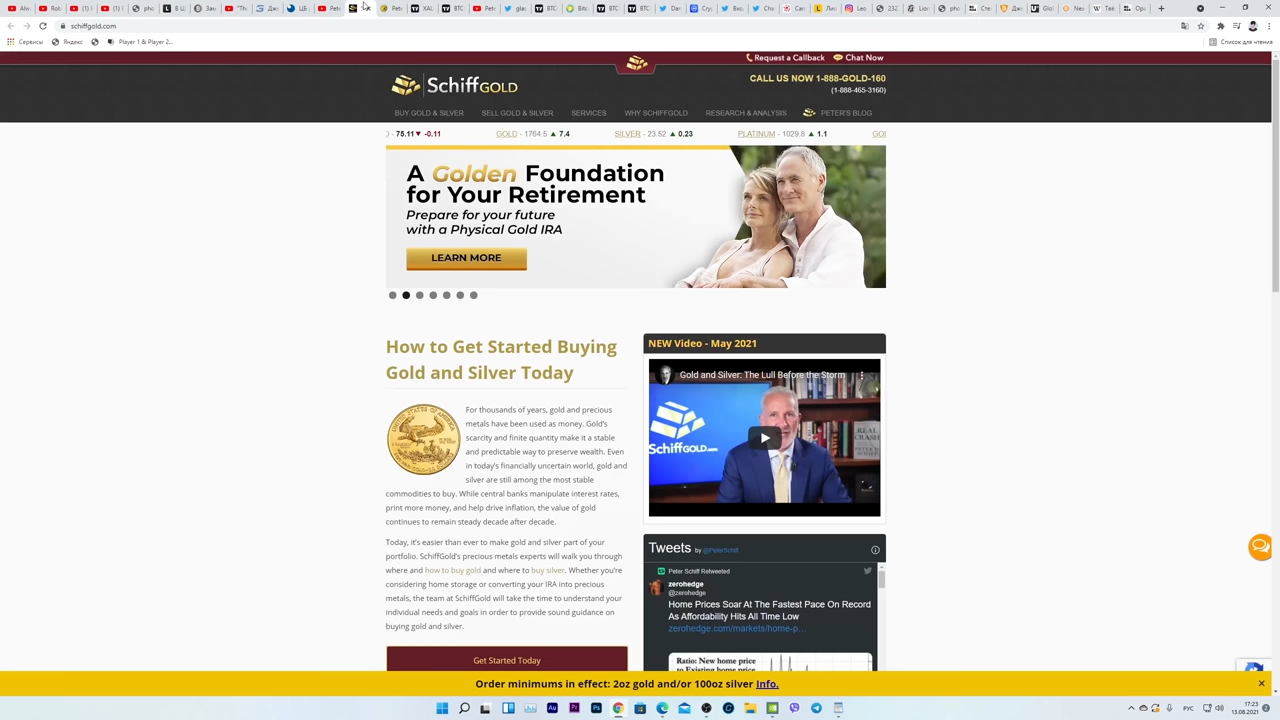 schiffgold.com
Сервисы
Яндекс
Player 1 & Player 2...
Список для чтения
Request a Callback
Chat Now
SchiffGOLD
CALL US NOW 1-888-GOLD-160
(1-888-465-3160)
BUY GOLD & SILVER
SELL GOLD & SILVER
SERVICES
WHY SCHIFFGOLD
RESEARCH & ANALYSIS
PETER'S BLOG
75.11▼ -0.11
GOLD - 1764.5 ▲ 7.4
SILVER - 23.52 ▲ 0.23
PLATINUM - 1029.8 ▲ 1.1
A Golden Foundation
for Your Retirement
Prepare for your future
with a Physical Gold IRA
LEARN MORE
How to Get Started Buying
Gold and Silver Today
For thousands of years, gold and precious
metals have been used as money. Gold's
scarcity and finite quantity make it a stable
and predictable way to preserve wealth. Even
in today's financially uncertain world, gold and
silver are still among the most stable
commodities to buy. While central banks manipulate interest rates,
print more money, and help drive inflation, the value of gold
continues to remain steady decade after decade.
Today, it's easier than ever to make gold and silver part of your
portfolio. SchiffGold's precious metals experts will walk you through
where and how to buy gold and where to buy silver. Whether you're
considering home storage or converting your IRA into precious
metals, the team at SchiffGold will take the time to understand your
individual needs and goals in order to provide sound guidance on
buying gold and silver.
Get Started Today
NEW Video - May 2021
Gold and Silver: The Lull Before the Storm
SCHIFFGOLD.com
REAL
CRASH
Tweets by @PeterSchiff
Peter Schiff Retweeted
zerohedge
@zerohedge
Home Prices Soar At The Fastest Pace On Record
As Affordability Hits All Time Low
zerohedge.com/markets/home-p…
Ratio: New home price
to Existing home price
Order minimums in effect: 2oz gold and/or 100oz silver Info.
РУС
17:23
13.08.2021